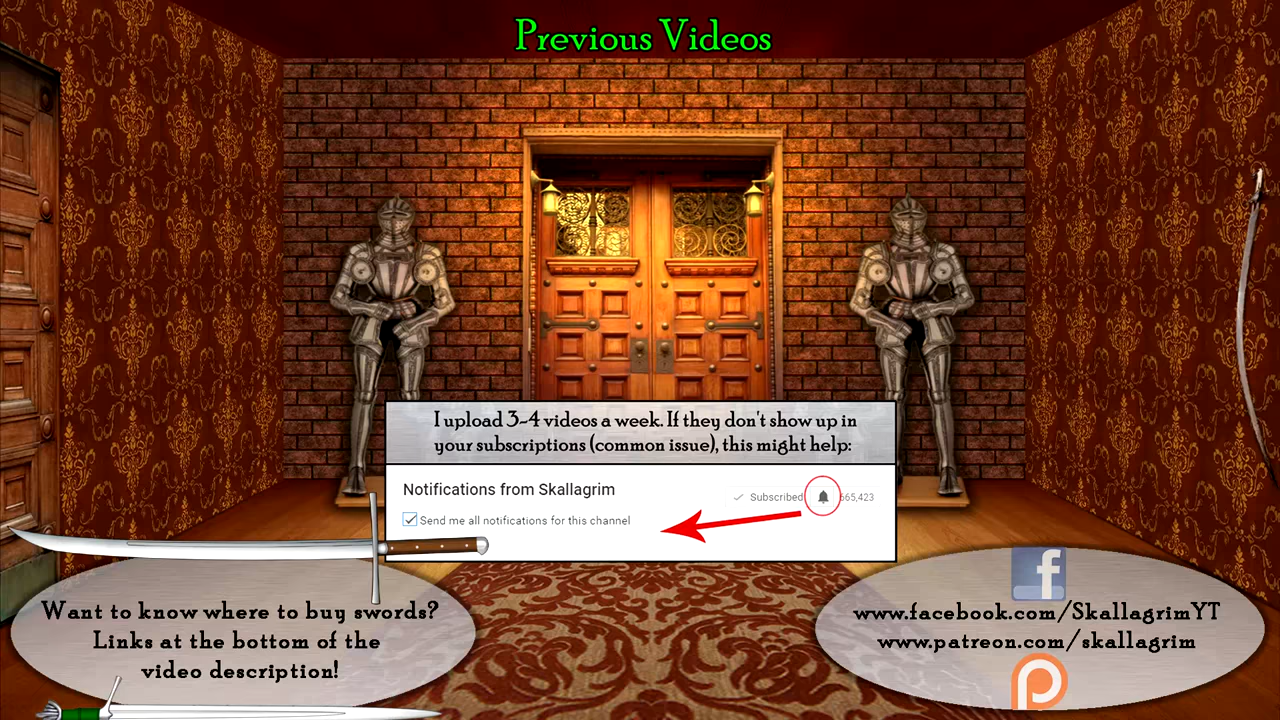 Previous Videos
I upload 3-4 videos a week. If they don't show up in
your subscriptions (common issue), this might help:
Notifications from Skallagrim
Subscribed 665,423
Send me all notifications for this channel
Want to know where to buy swords?
Links at the bottom of the
video description!
www.facebook.com/SkallagrimYT
www.patreon.com/skallagrim